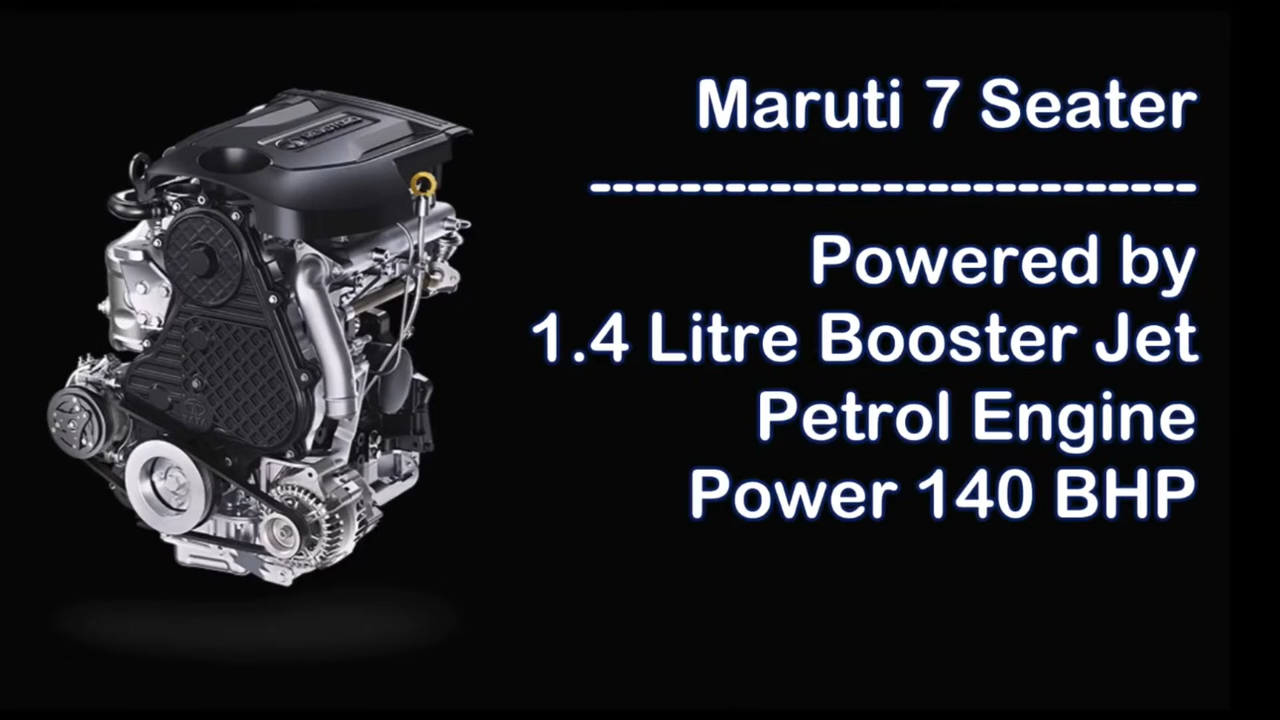 Maruti 7 Seater
---------------------------
Powered by
1.4 Litre Booster Jet
Petrol Engine
Power 140 BHP